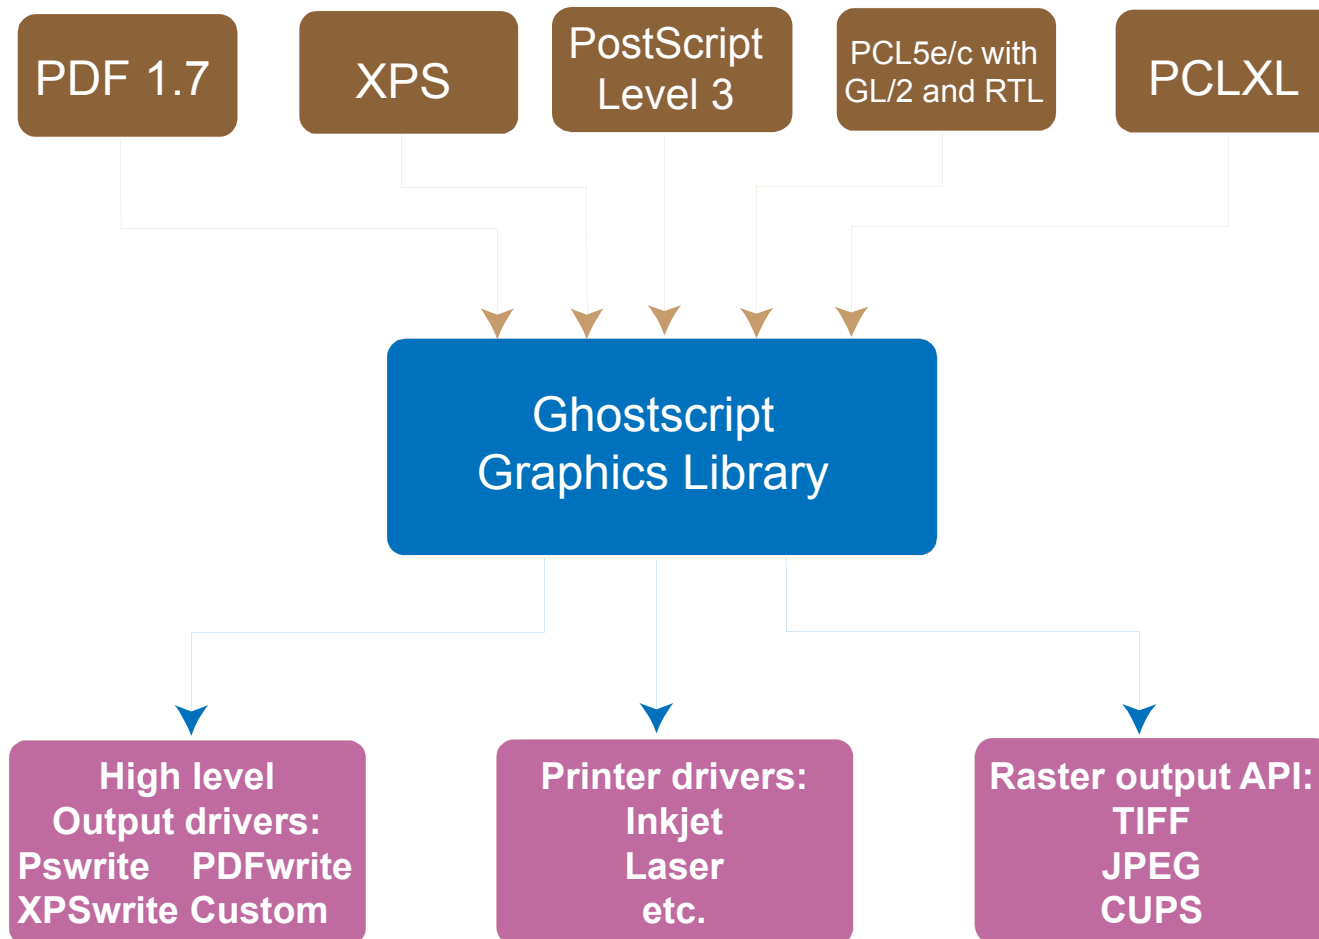 PDF 1.7
XPS
PostScript
Level 3
PCL5e/c with
GL/2 and RTL
PCLXL
Ghostscript
Graphics Library
High level
Output drivers:
Pswrite PDFwrite
XPSwrite Custom
Printer drivers:
Inkjet
Laser
etc.
Raster output API:
TIFF
JPEG
CUPS